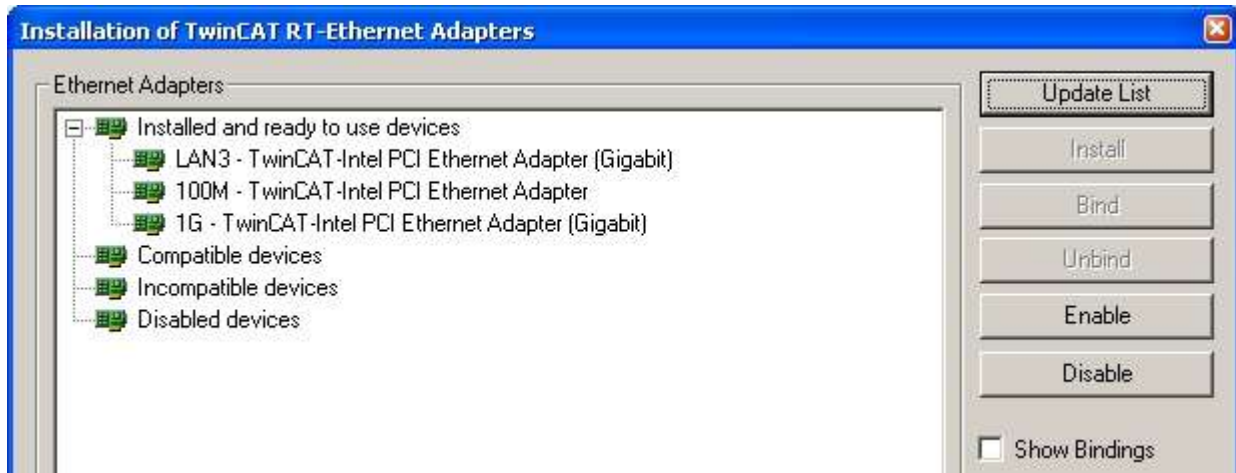 Installation of TwinCAT RT-Ethernet Adapters
Ethernet Adapters
Installed and ready to use devices
LAN3 - TwinCAT-Intel PCI Ethernet Adapter (Gigabit)
100M - TwinCAT-Intel PCI Ethernet Adapter
1G - TwinCAT-Intel PCI Ethernet Adapter (Gigabit)
Compatible devices
Incompatible devices
Disabled devices
Update List
Install
Bind
Unbind
Enable
Disable
Show Bindings